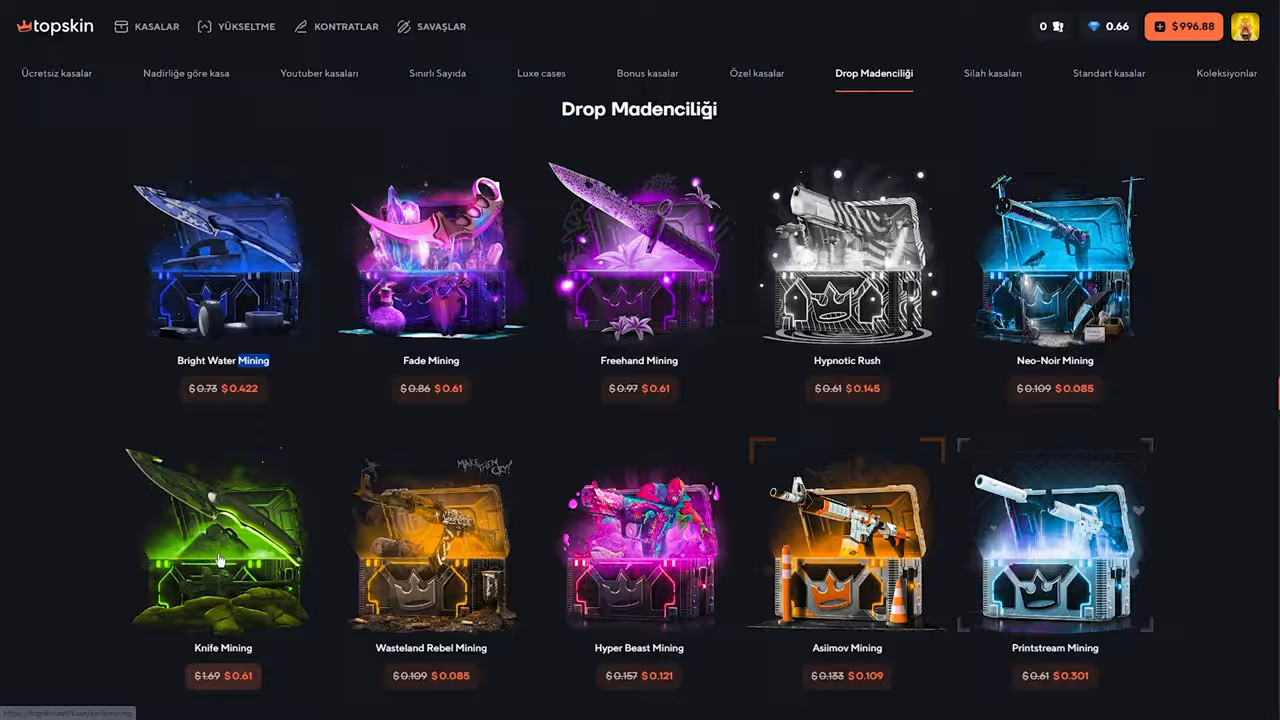 topskin KASALAR YÜKSELTME KONTRATLAR SAVAŞLAR 0 0.66 $996.88
Ücretsiz kasalar Nadirliğe göre kasa Youtuber kasaları Sınırlı Sayıda Luxe cases Bonus kasalar Özel kasalar Drop Madenciliği Silah kasaları Standart kasalar Koleksiyonlar
Drop Madenciliği
Bright Water Mining Fade Mining Freehand Mining Hypnotic Rush Neo-Noir Mining
$0.73 $0.422 $0.86 $0.61 $0.97 $0.61 $0.61 $0.145 $0.109 $0.085
MAKE THEM CRY!
Knife Mining Wasteland Rebel Mining Hyper Beast Mining Asiimov Mining Printstream Mining
$1.69 $0.61 $0.109 $0.085 $0.157 $0.121 $0.133 $0.109 $0.61 $0.301